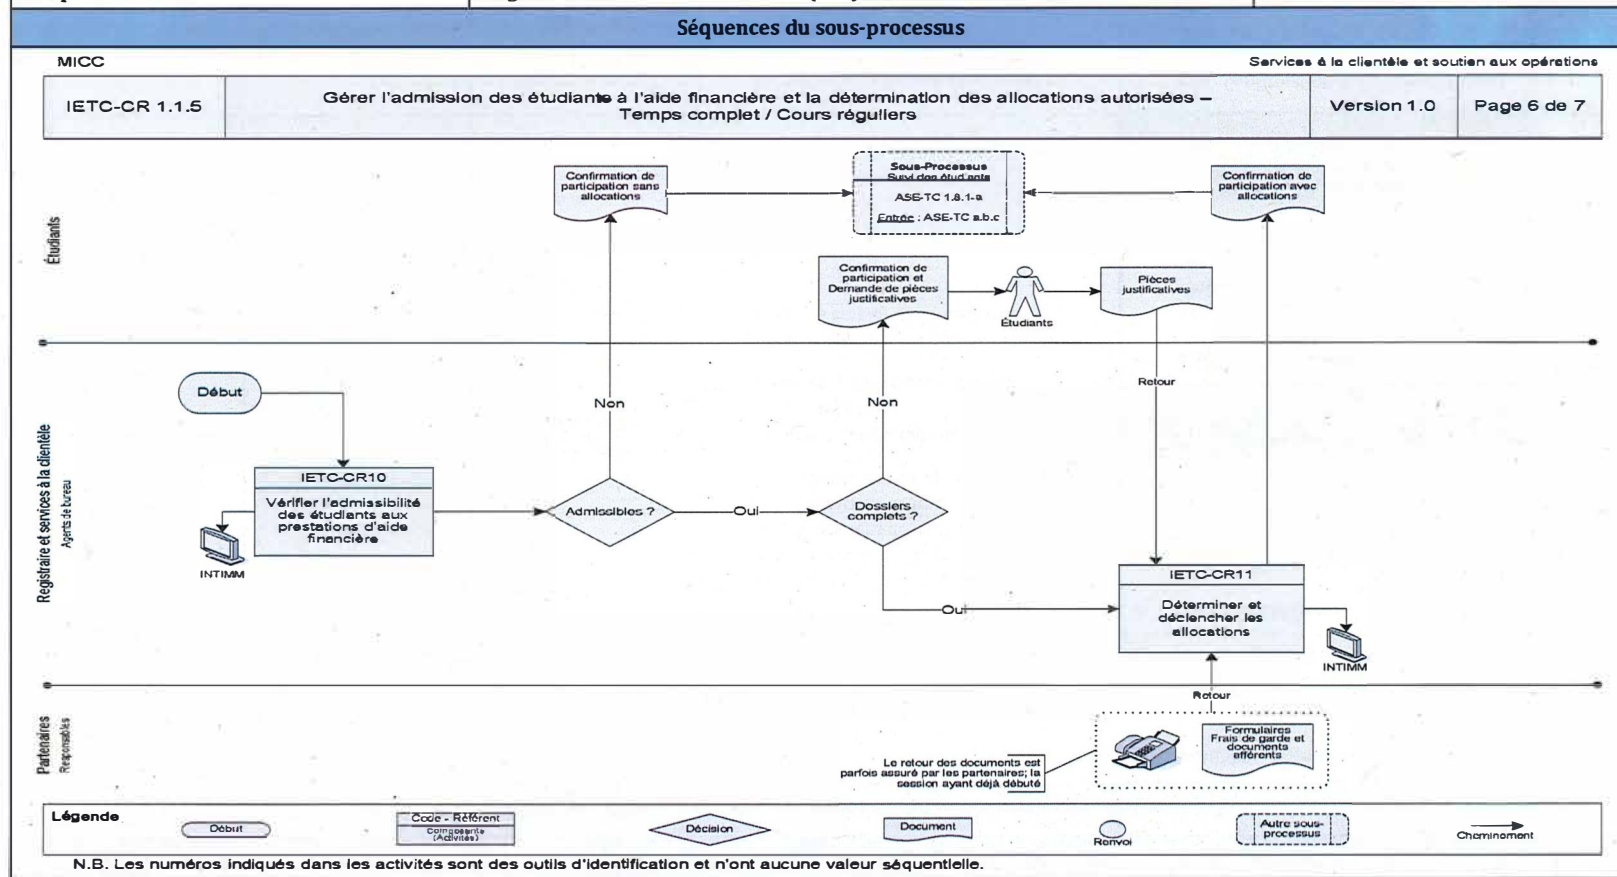 Séquences du sous-processus
MICC
Services à la clientèle et soutien aux opérations
IETC-CR 1.1.5
Gérer l'admission des étudiants à l'aide financière et la détermination des allocations autorisées –
Temps complet / Cours réguliers
Version 1.0
Page 6 de 7
Étudiants
Confirmation de
participation sans
allocations
Sous-Processus
Suivi des étudiants
ASE-TC 1.8.1-a
Entrée : ASE-TC a.b.c
Confirmation de
participation avec
allocations
Confirmation de
participation et
Demande de pièces
justificatives
Étudiants
Pièces
justificatives
Registraire et services à la clientèle
Agents de bureau
Début
Non
Non
Retour
IETC-CR10
Vérifier l'admissibilité
des étudiants aux
prestations d'aide
financière
INTIMM
Admissibles ?
Oui
Dossiers
complets ?
Oui
IETC-CR11
Déterminer et
déclencher les
allocations
INTIMM
Partenaires
Responsables
Retour
Le retour des documents est
parfois assuré par les partenaires; la
session ayant déjà débuté
Formulaires
Frais de garde et
documents
afférents
Légende
Début
Code - Référent
Composante
(Activités)
Décision
Document
Renvoi
Autre sous-
processus
Cheminement
N.B. Les numéros indiqués dans les activités sont des outils d'identification et n'ont aucune valeur séquentielle.